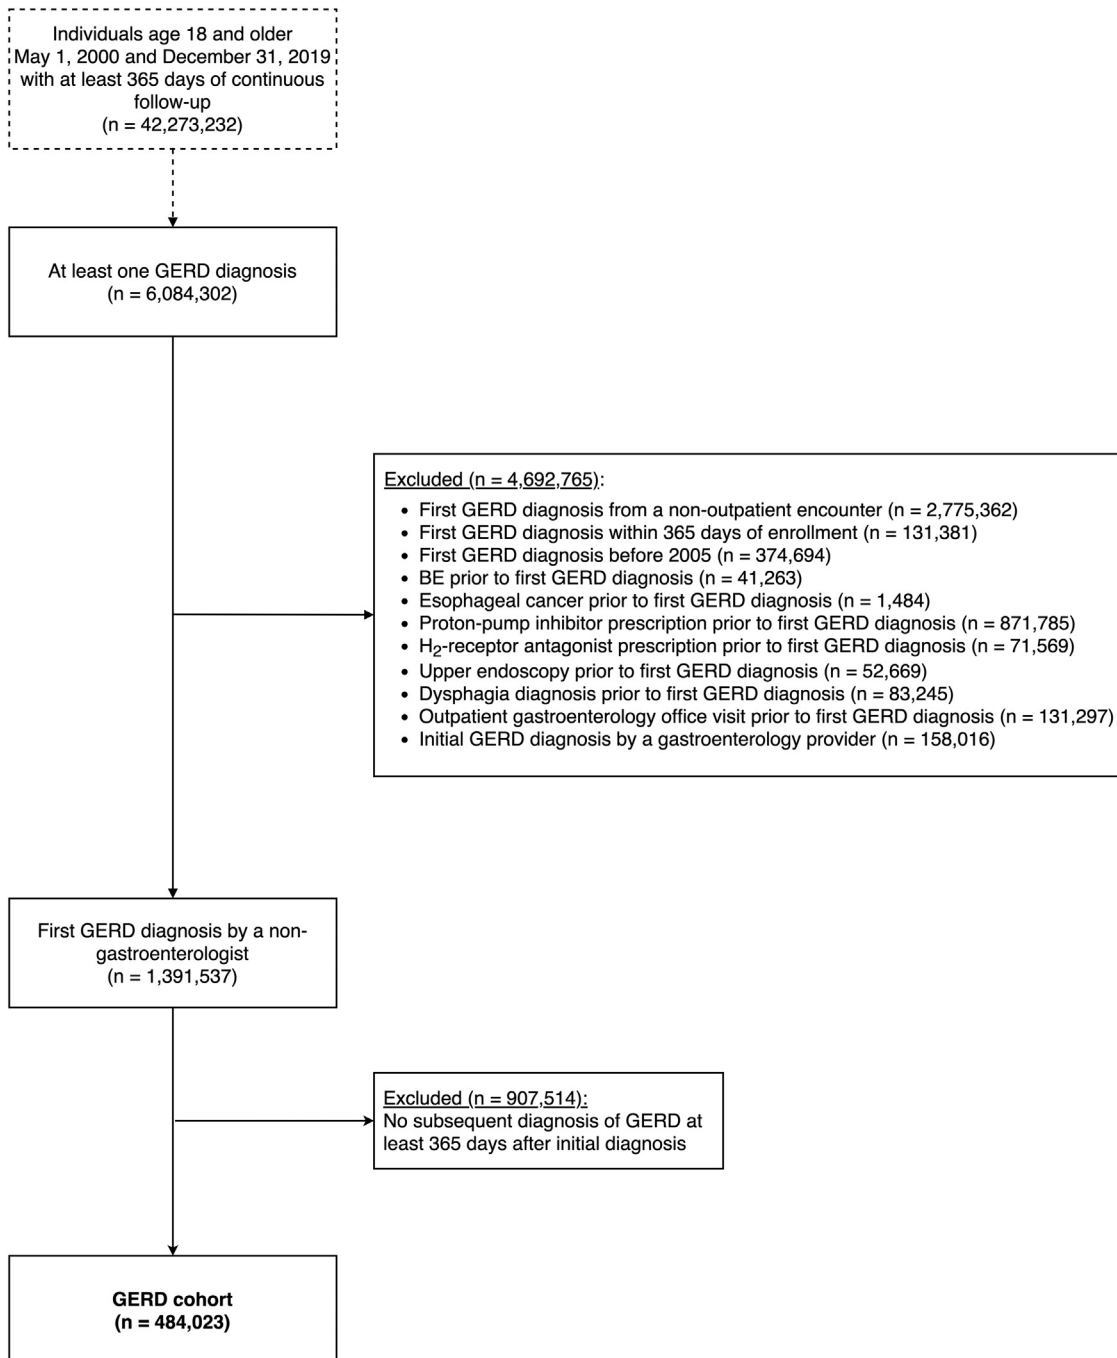 Individuals age 18 and older
May 1, 2000 and December 31, 2019
with at least 365 days of continuous
follow-up
(n = 42,273,232)
At least one GERD diagnosis
(n = 6,084,302)
Excluded (n = 4,692,765):
• First GERD diagnosis from a non-outpatient encounter (n = 2,775,362)
• First GERD diagnosis within 365 days of enrollment (n = 131,381)
• First GERD diagnosis before 2005 (n = 374,694)
• BE prior to first GERD diagnosis (n = 41,263)
• Esophageal cancer prior to first GERD diagnosis (n = 1,484)
• Proton-pump inhibitor prescription prior to first GERD diagnosis (n = 871,785)
• H₂-receptor antagonist prescription prior to first GERD diagnosis (n = 71,569)
• Upper endoscopy prior to first GERD diagnosis (n = 52,669)
• Dysphagia diagnosis prior to first GERD diagnosis (n = 83,245)
• Outpatient gastroenterology office visit prior to first GERD diagnosis (n = 131,297)
• Initial GERD diagnosis by a gastroenterology provider (n = 158,016)
First GERD diagnosis by a non-
gastroenterologist
(n = 1,391,537)
Excluded (n = 907,514):
No subsequent diagnosis of GERD at
least 365 days after initial diagnosis
GERD cohort
(n = 484,023)